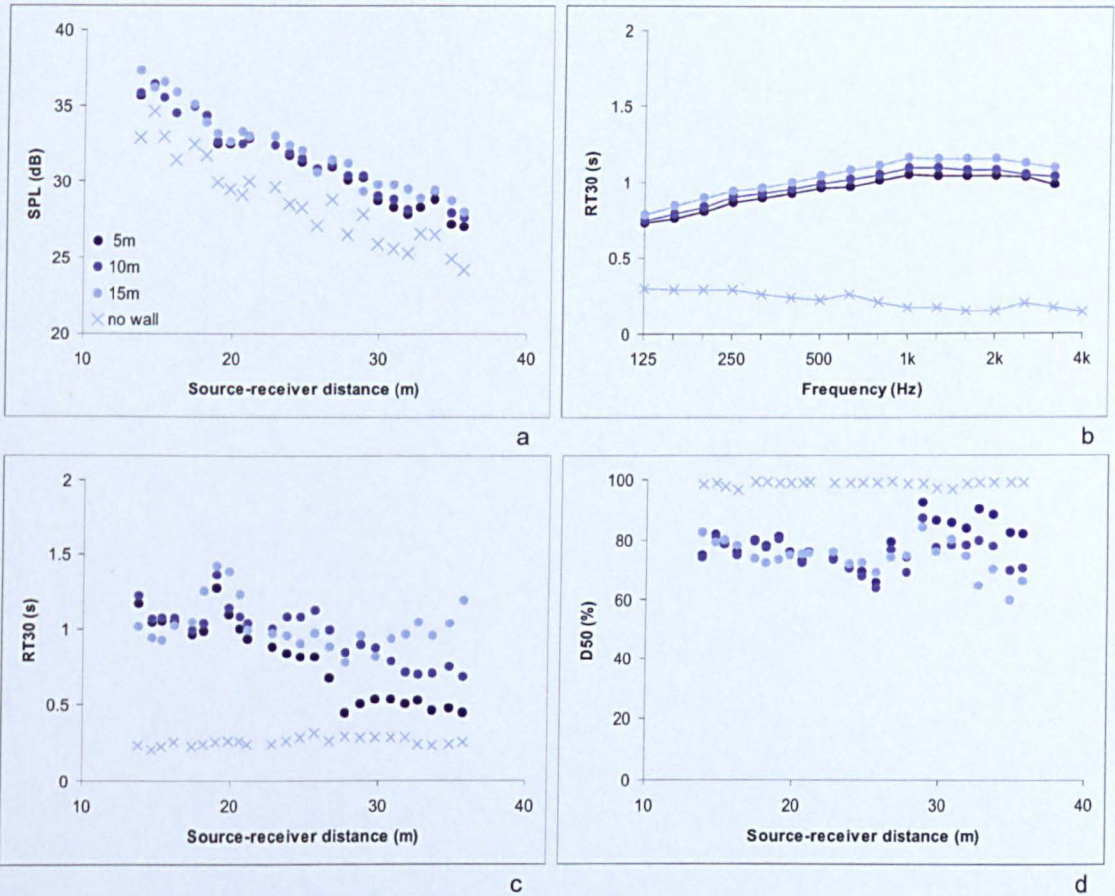 40
35
30
25
20
SPL (dB)
5m
10m
15m
no wall
10 20 30 40
Source-receiver distance (m)
a
2
1.5
1
0.5
0
RT30 (s)
125 250 500 1k 2k 4k
Frequency (Hz)
b
2
1.5
1
0.5
0
RT30 (s)
10 20 30 40
Source-receiver distance (m)
c
100
80
60
40
20
0
D50 (%)
10 20 30 40
Source-receiver distance (m)
d